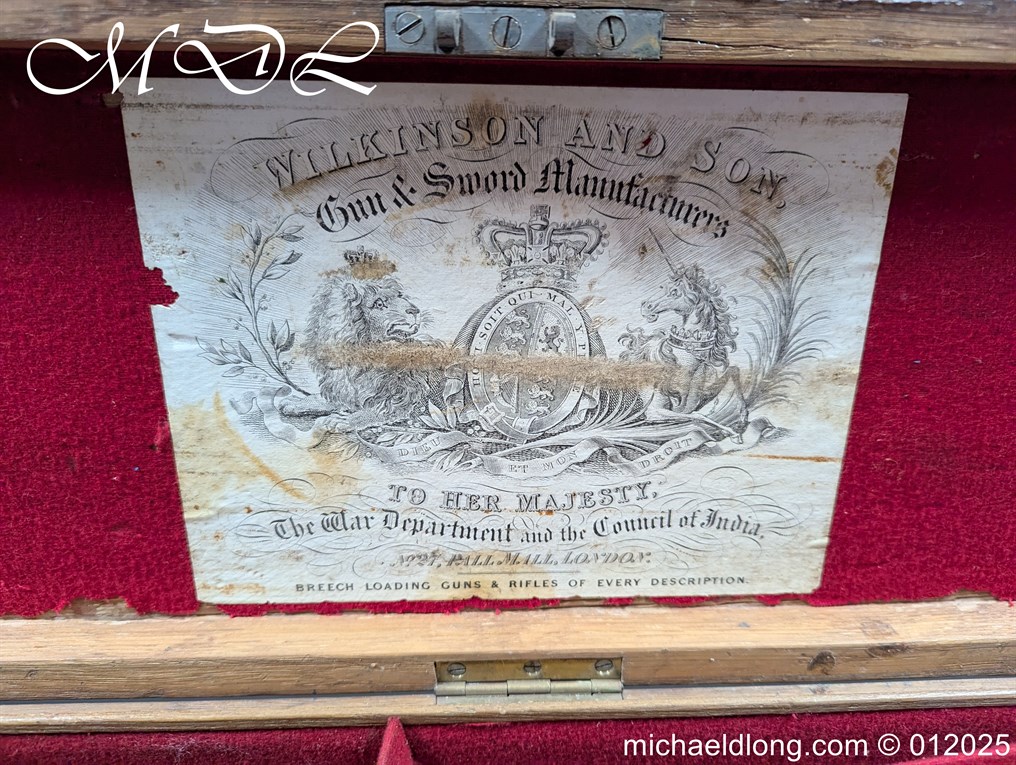 MDL
WILKINSON AND SON,
Gun & Sword Manufacturers
HONI SOIT QUI MAL Y PENSE
DIEU ET MON DROIT
TO HER MAJESTY,
The War Department and the Council of India,
No. 27, PALL MALL, LONDON.
BREECH LOADING GUNS & RIFLES OF EVERY DESCRIPTION.
michaeldlong.com © 012025